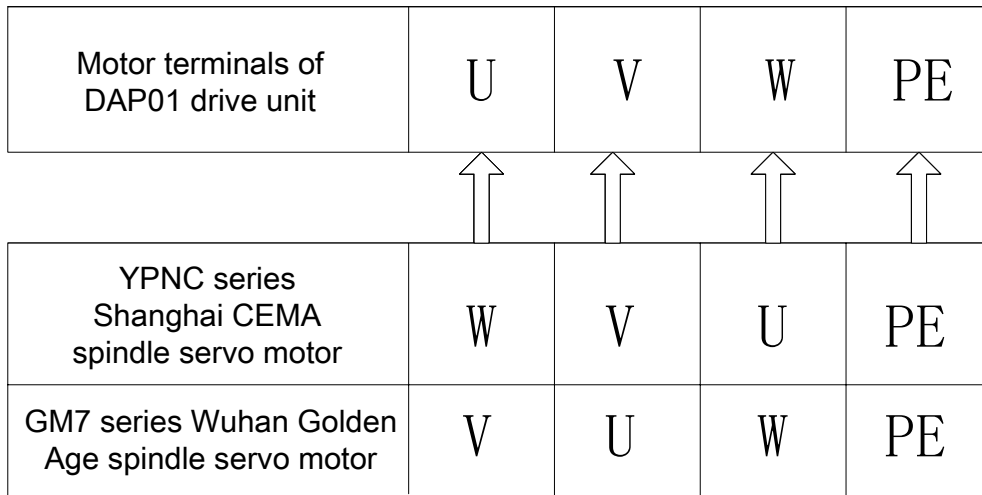 Motor terminals of
DAP01 drive unit
U V W PE
YPNC series
Shanghai CEMA
spindle servo motor
W V U PE
GM7 series Wuhan Golden
Age spindle servo motor
V U W PE